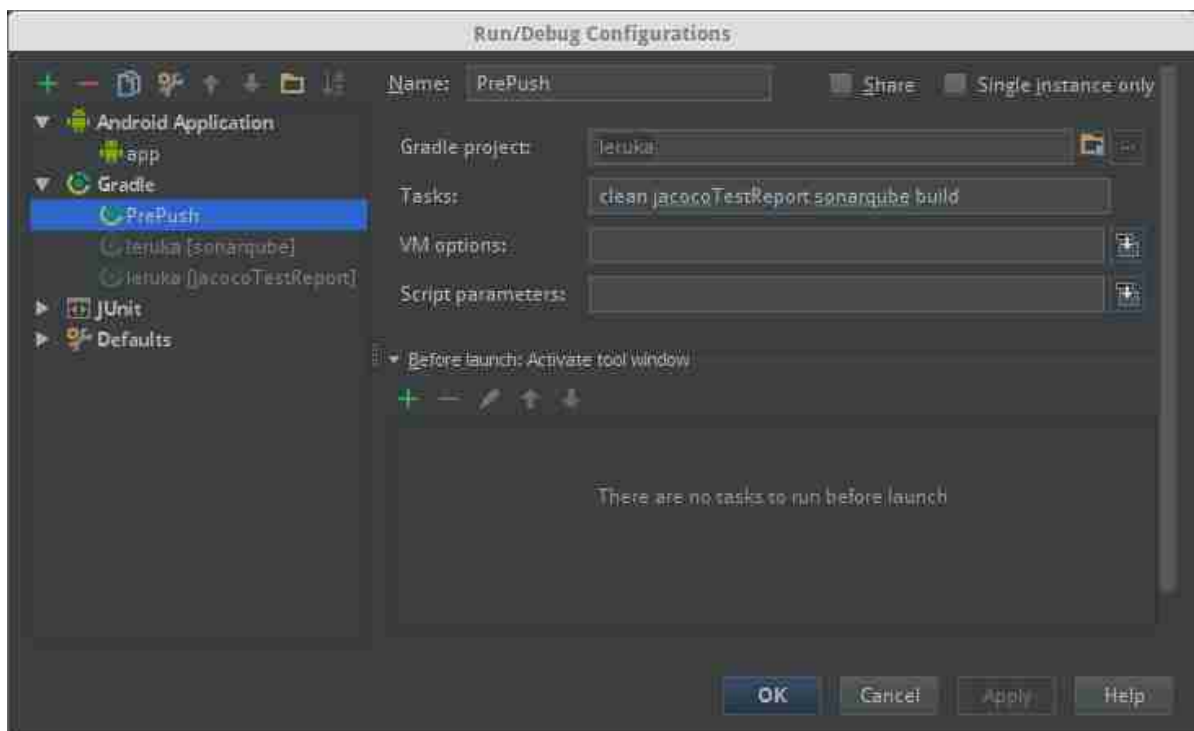 Run/Debug Configurations
Name: PrePush Share Single instance only
Android Application
app
Gradle
PrePush
leruka [sonarqube]
leruka [jacocoTestReport]
JUnit
Defaults
Gradle project: leruka
Tasks: clean jacocoTestReport sonarqube build
VM options:
Script parameters:
Before launch: Activate tool window
There are no tasks to run before launch
OK Cancel Apply Help